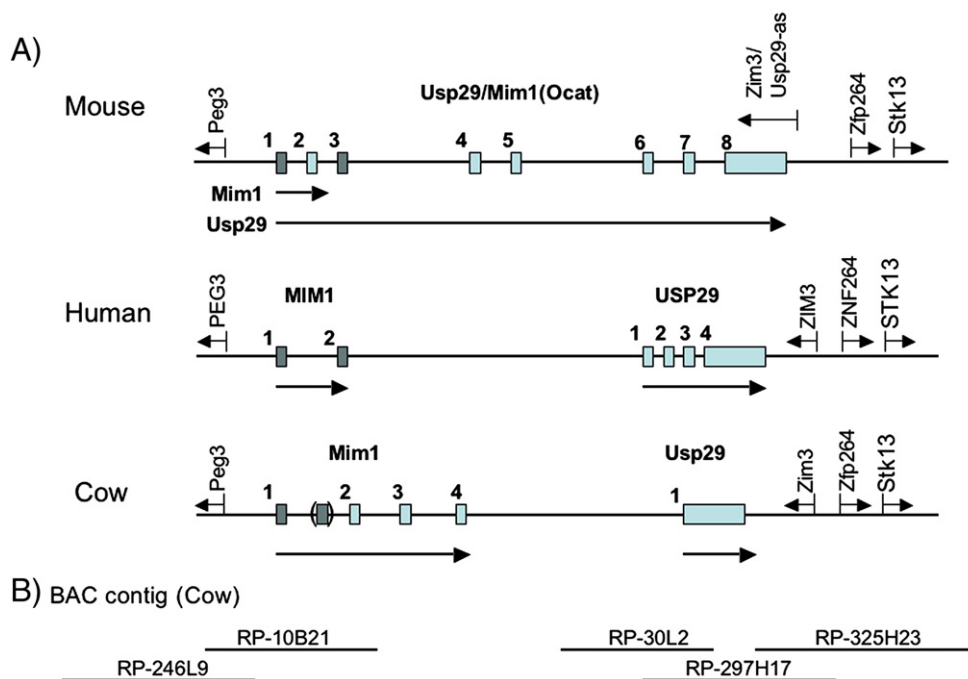 A)
Mouse
Peg3
Usp29/Mim1(Ocat)
Zim3/
Usp29-as
Zfp264
Stk13
1 2 3 4 5 6 7 8
Mim1
Usp29
Human
PEG3
MIM1
USP29
ZIM3
ZNF264
STK13
1 2 1 2 3 4
Cow
Peg3
Mim1
Usp29
Zim3
Zfp264
Stk13
1 ( ) 2 3 4 1
B) BAC contig (Cow)
RP-10B21 RP-30L2 RP-325H23
RP-246L9 RP-297H17